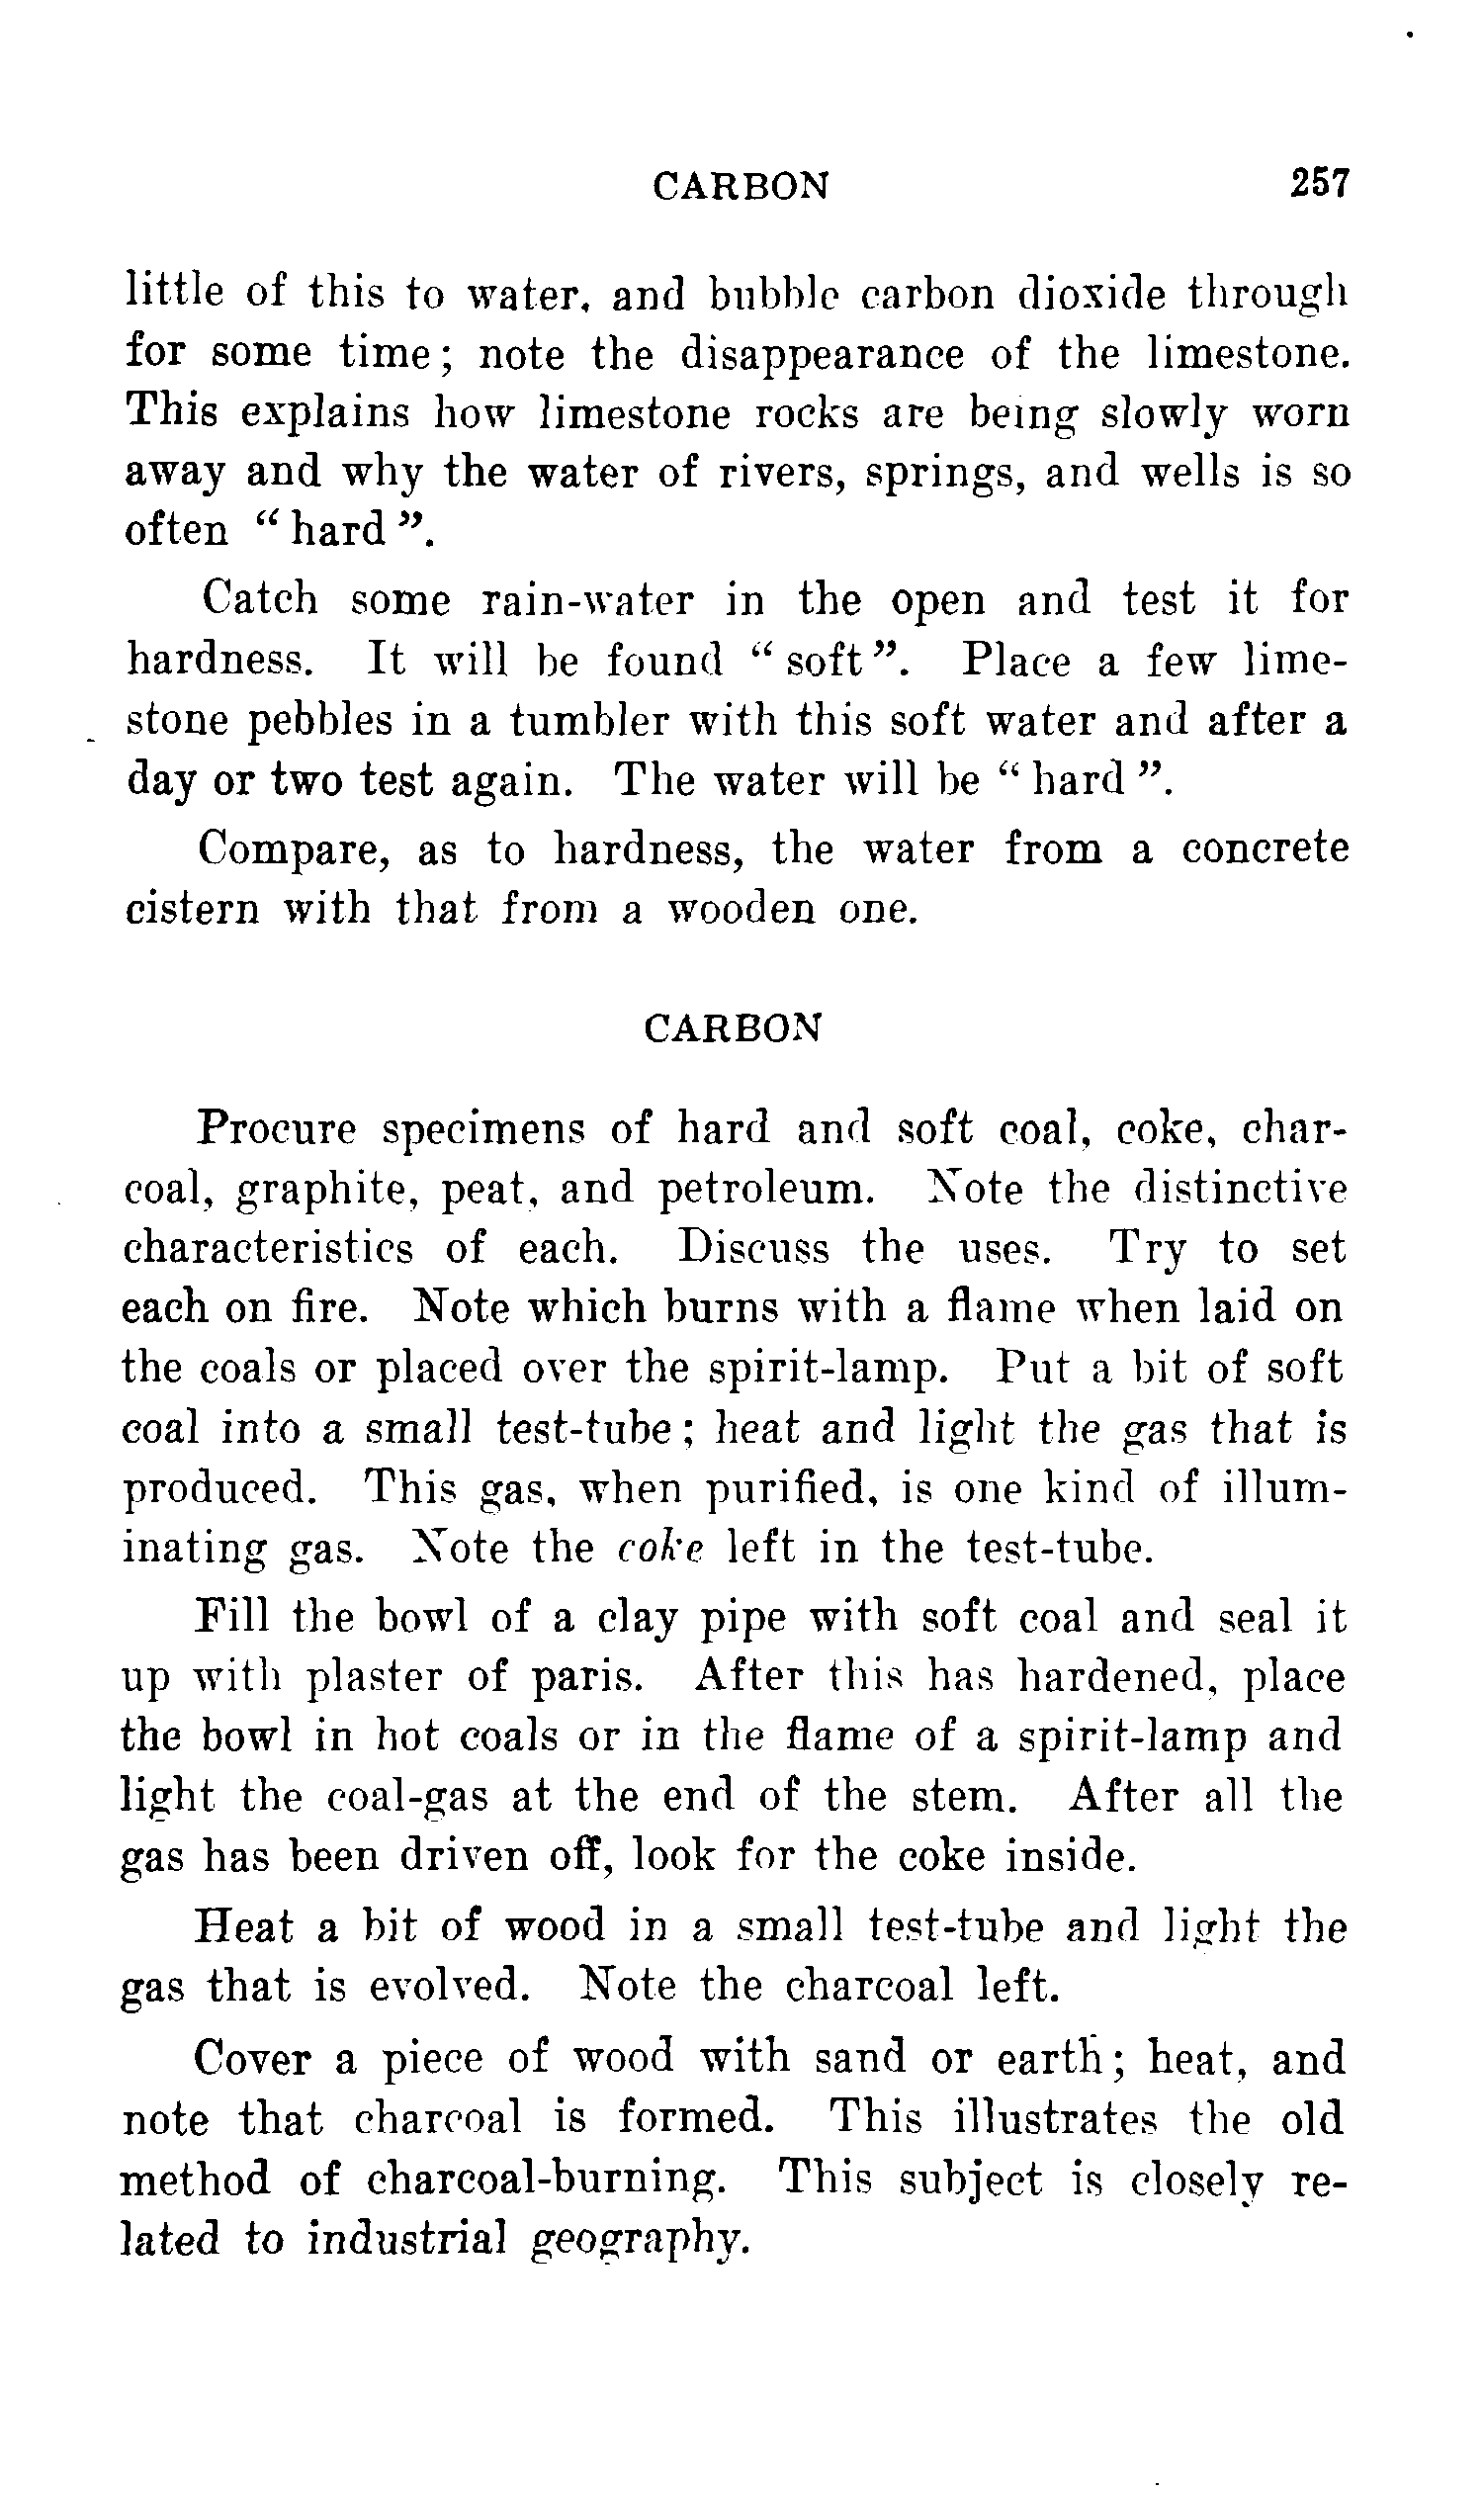 CARBON 257
little of this to water, and bubble carbon dioxide through
for some time; note the disappearance of the limestone.
This explains how limestone rocks are being slowly worn
away and why the water of rivers, springs, and wells is so
often “ hard ”.
Catch some rain-water in the open and test it for
hardness. It will be found “ soft ”. Place a few lime-
stone pebbles in a tumbler with this soft water and after a
day or two test again. The water will be “ hard ”.
Compare, as to hardness, the water from a concrete
cistern with that from a wooden one.
CARBON
Procure specimens of hard and soft coal, coke, char-
coal, graphite, peat, and petroleum. Note the distinctive
characteristics of each. Discuss the uses. Try to set
each on fire. Note which burns with a flame when laid on
the coals or placed over the spirit-lamp. Put a bit of soft
coal into a small test-tube; heat and light the gas that is
produced. This gas, when purified, is one kind of illum-
inating gas. Note the coke left in the test-tube.
Fill the bowl of a clay pipe with soft coal and seal it
up with plaster of paris. After this has hardened, place
the bowl in hot coals or in the flame of a spirit-lamp and
light the coal-gas at the end of the stem. After all the
gas has been driven off, look for the coke inside.
Heat a bit of wood in a small test-tube and light the
gas that is evolved. Note the charcoal left.
Cover a piece of wood with sand or earth; heat, and
note that charcoal is formed. This illustrates the old
method of charcoal-burning. This subject is closely re-
lated to industrial geography.